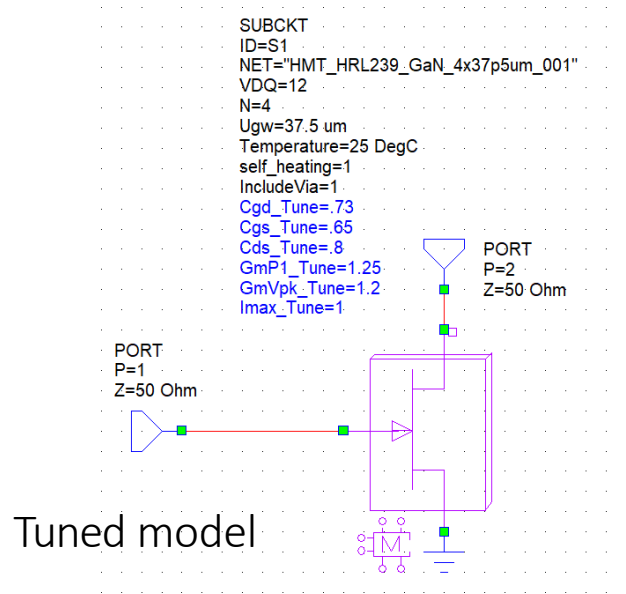 SUBCKT
ID=S1
NET="HMT_HRL239_GaN_4x37p5um_001"
VDQ=12
N=4
Ugw=37.5 um
Temperature=25 DegC
self_heating=1
IncludeVia=1
Cgd_Tune=.73
Cgs_Tune=.65
Cds_Tune=.8
GmP1_Tune=1.25
GmVpk_Tune=1.2
Imax_Tune=1
PORT
P=2
Z=50 Ohm
PORT
P=1
Z=50 Ohm
Tuned model
M